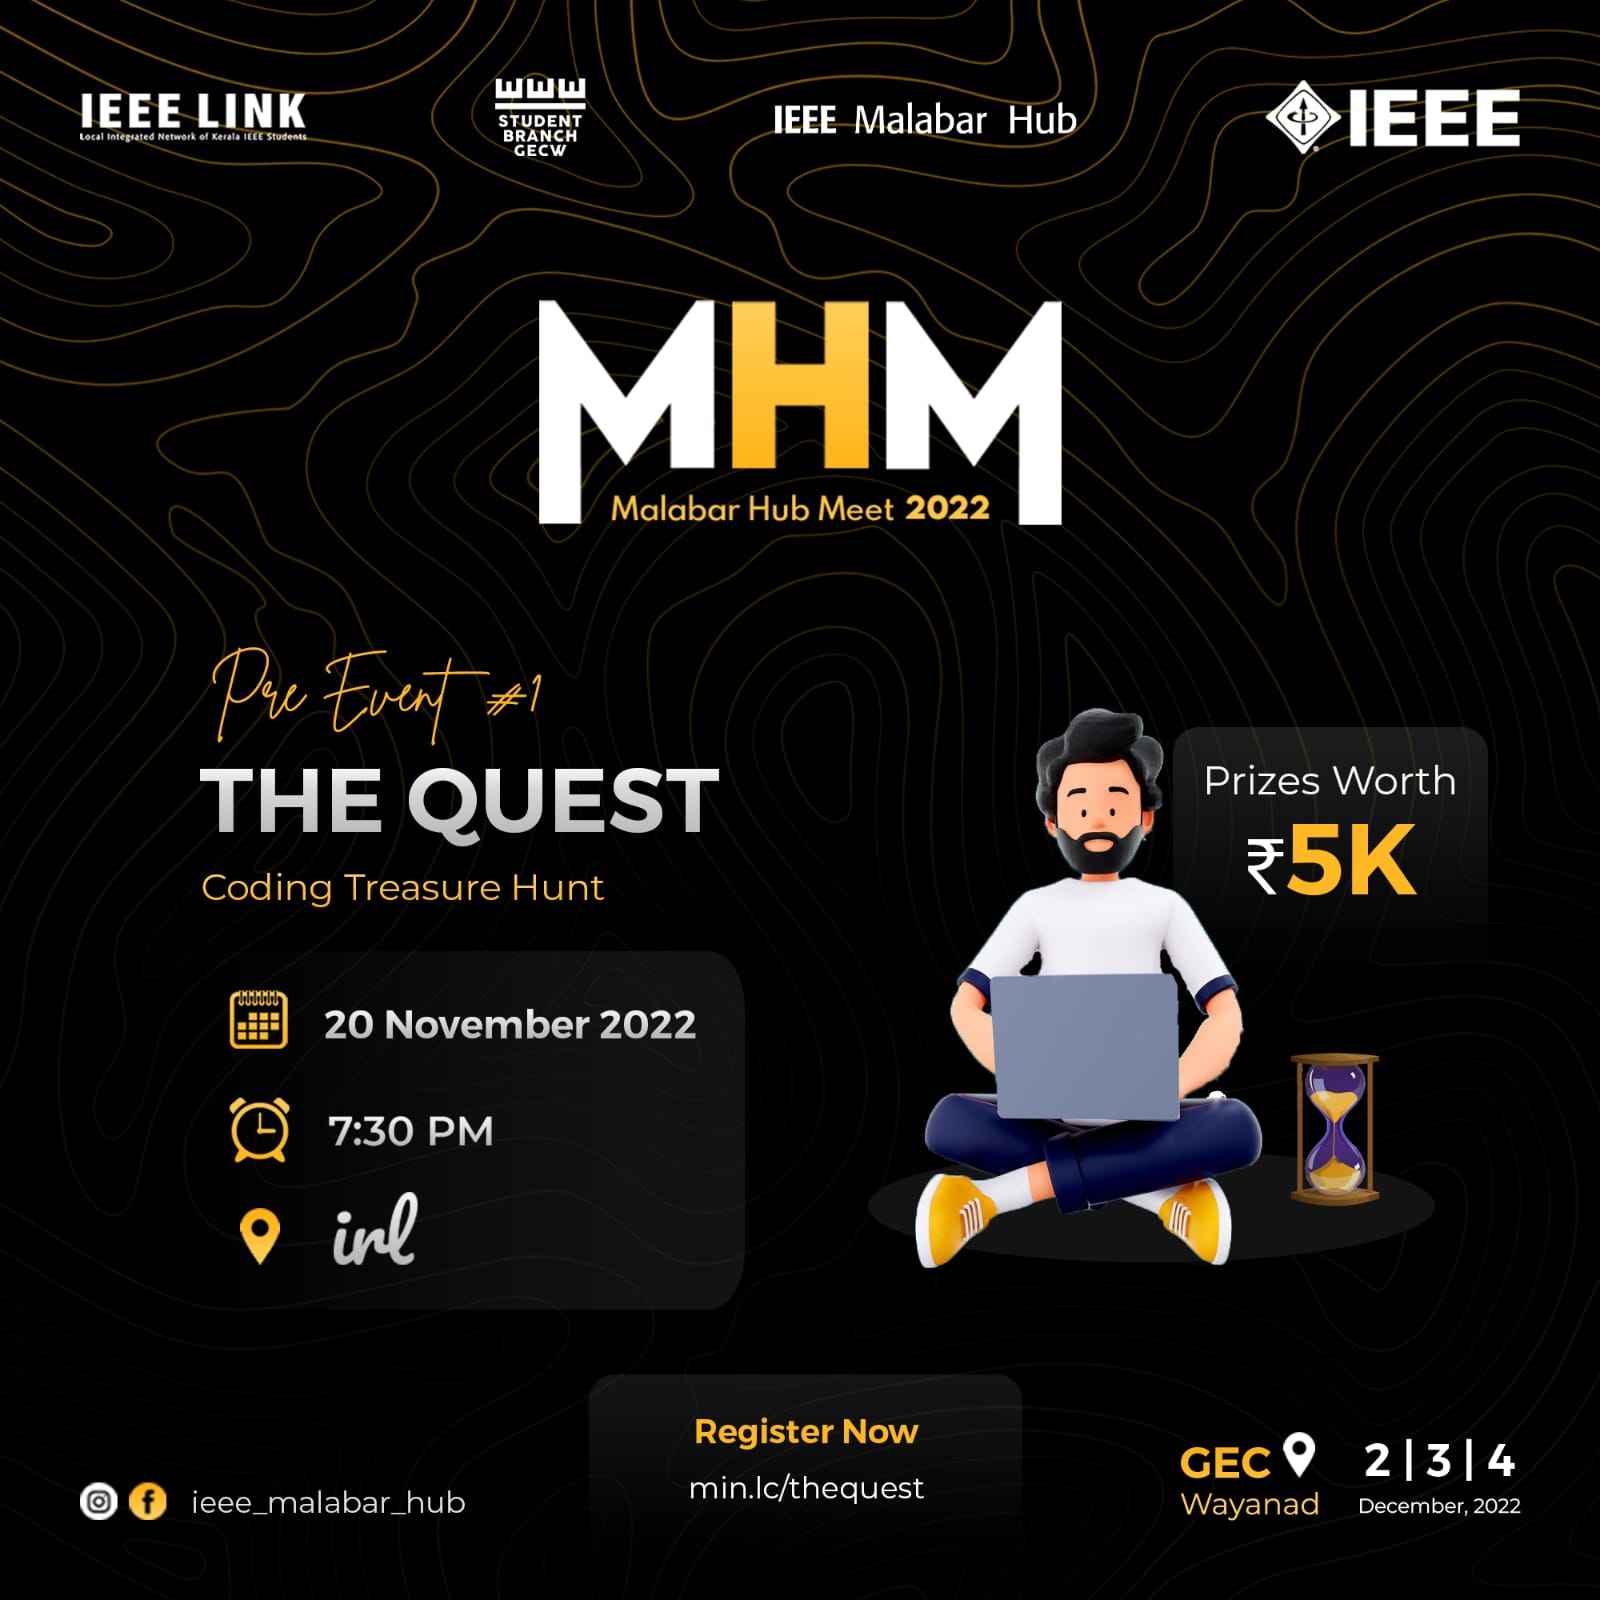 IEEE LINK
Local Integrated Network of Kerala IEEE Students
STUDENT
BRANCH
GECW
IEEE Malabar Hub
IEEE
MHM
Malabar Hub Meet 2022
Pre Event #1
THE QUEST
Coding Treasure Hunt
Prizes Worth
₹5K
20 November 2022
7:30 PM
irl
Register Now
min.lc/thequest
ieee_malabar_hub
GEC
Wayanad
2 | 3 | 4
December, 2022